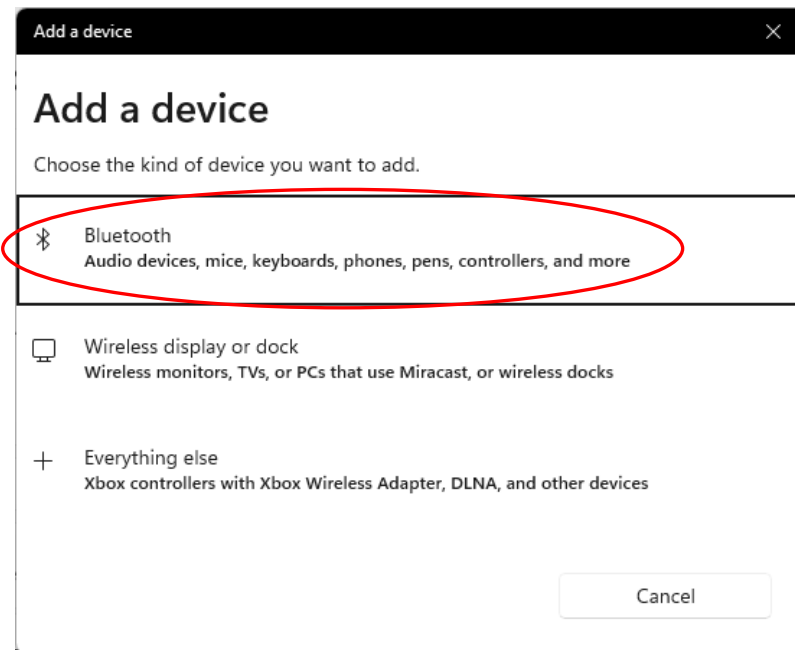 Add a device
Add a device
Choose the kind of device you want to add.
Bluetooth
Audio devices, mice, keyboards, phones, pens, controllers, and more
Wireless display or dock
Wireless monitors, TVs, or PCs that use Miracast, or wireless docks
Everything else
Xbox controllers with Xbox Wireless Adapter, DLNA, and other devices
Cancel